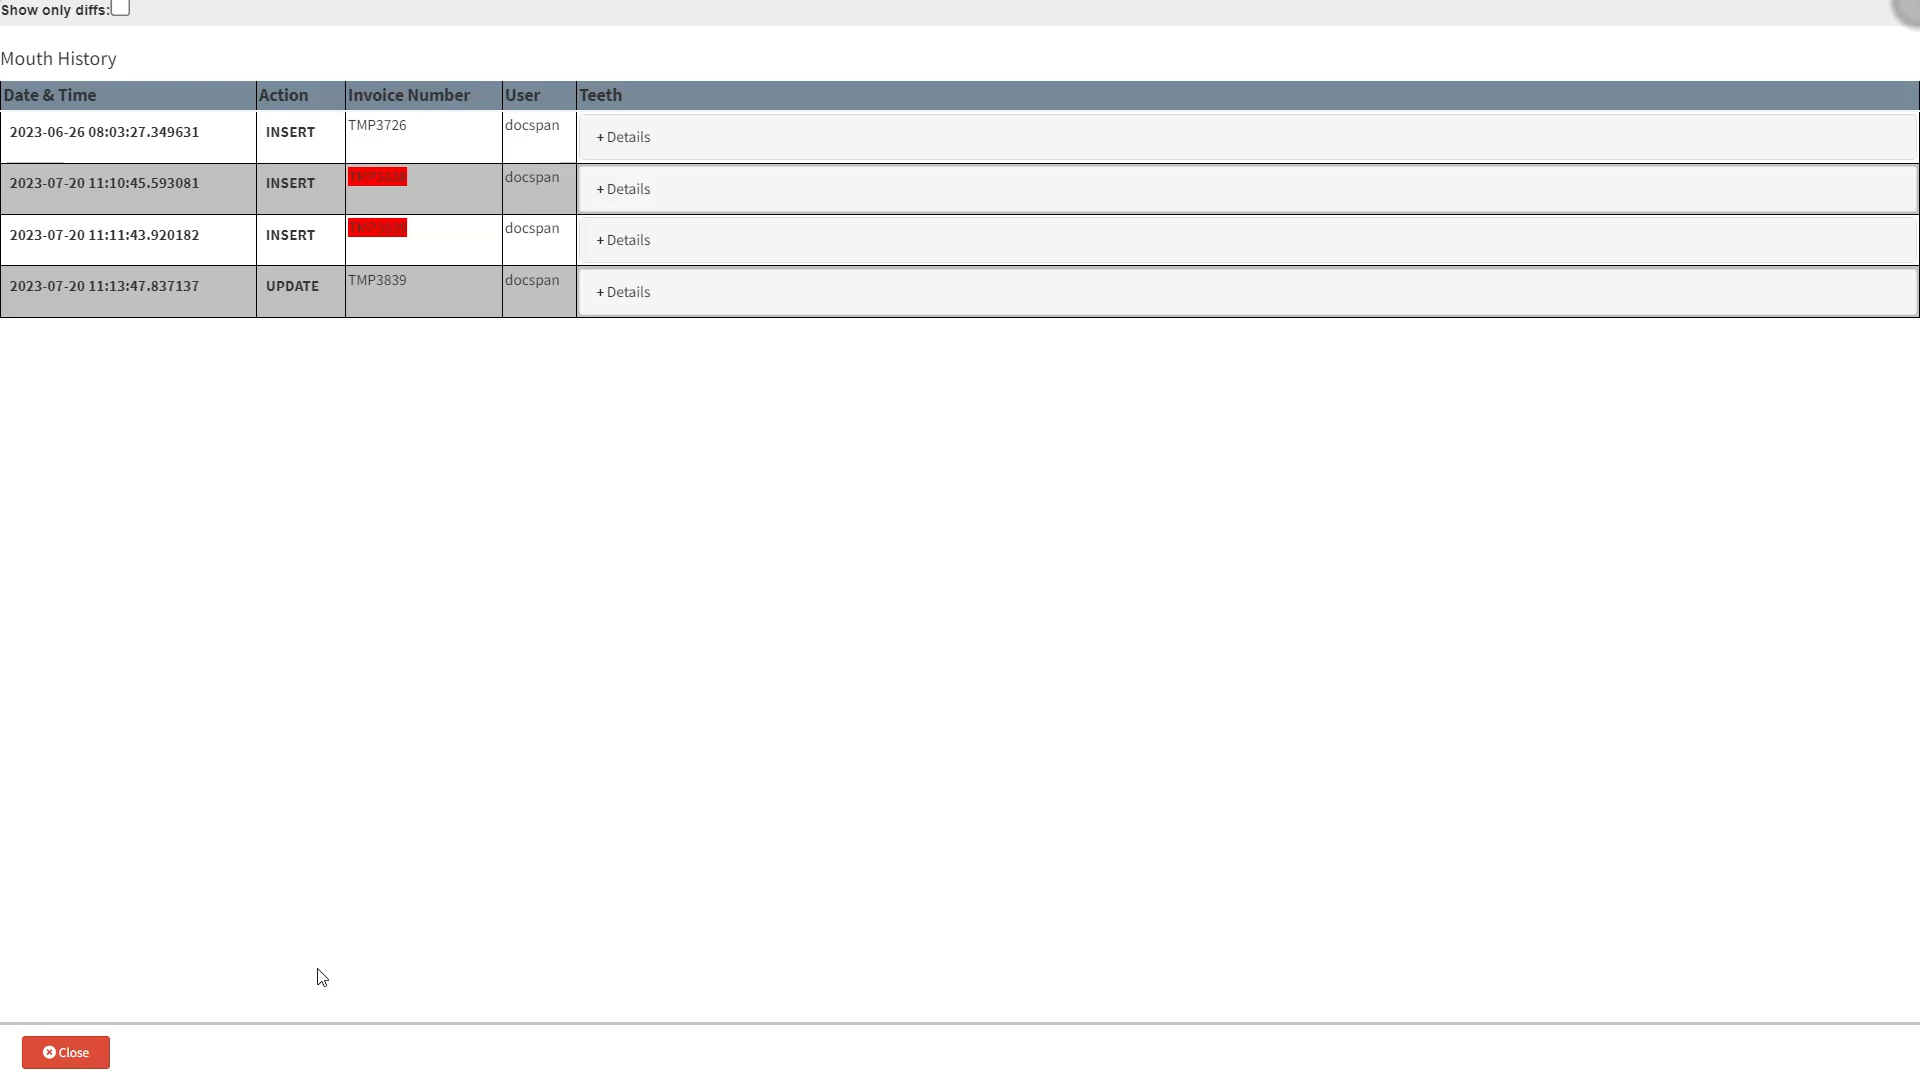 Show only diffs:
Mouth History
Date & Time Action Invoice Number User Teeth
2023-06-26 08:03:27.349631 INSERT TMP3726 docspan + Details
2023-07-20 11:10:45.593081 INSERT docspan + Details
2023-07-20 11:11:43.920182 INSERT docspan + Details
2023-07-20 11:13:47.837137 UPDATE TMP3839 docspan + Details
Close